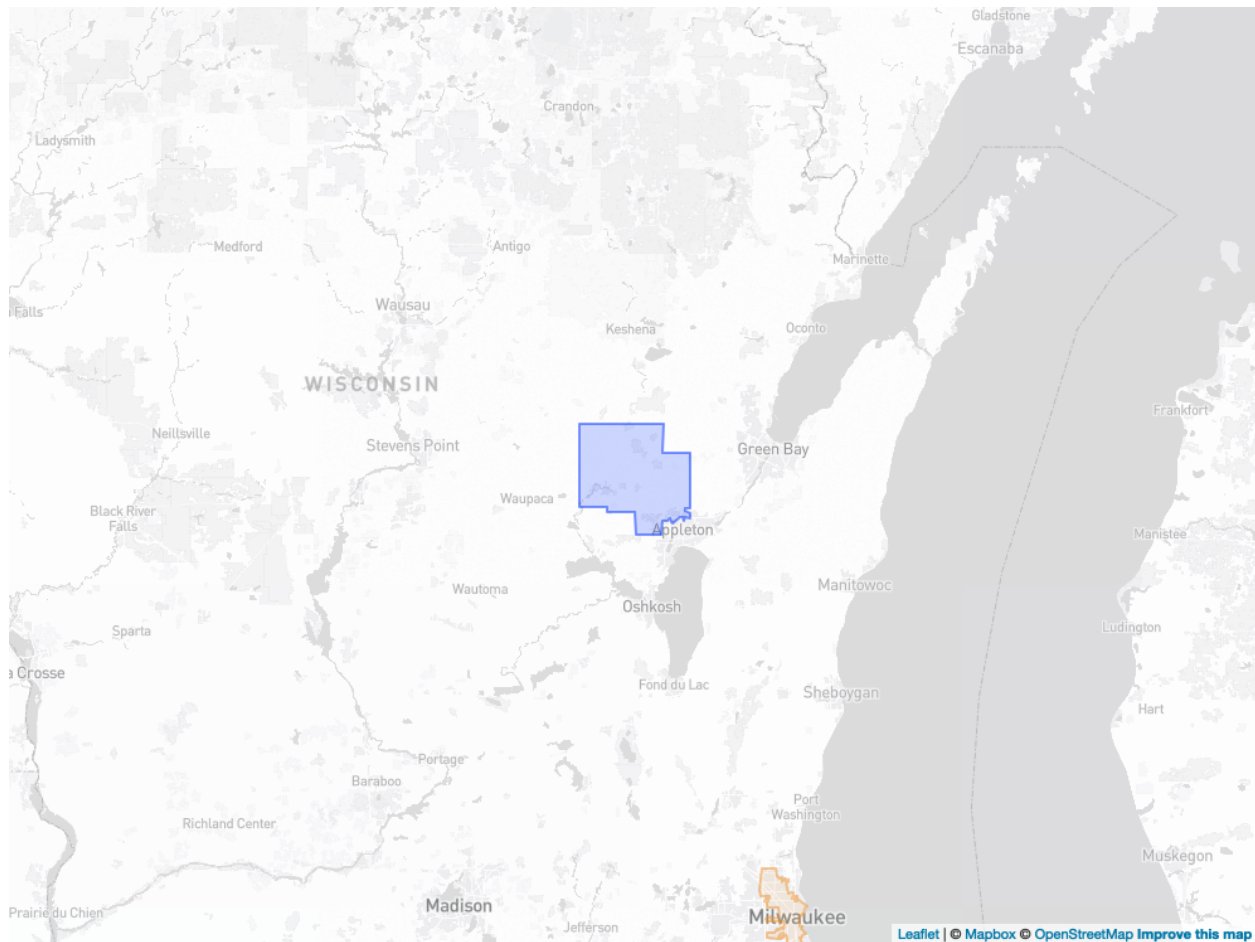 Gladstone
Escanaba
Crandon
Ladysmith
Medford
Antigo
Marinette
Wausau
Falls
Keshena
Oconto
WISCONSIN
Frankfort
Neillsville
Stevens Point
Green Bay
Waupaca
Black River
Falls
Appleton
Manistee
Manitowoc
Wautoma
Oshkosh
Sparta
Ludington
a Crosse
Fond du Lac
Sheboygan
Hart
Portage
Baraboo
Port
Washington
Richland Center
Muskegon
Madison
Prairie du Chien
Milwaukee
Jefferson
Leaflet | © Mapbox © OpenStreetMap Improve this map